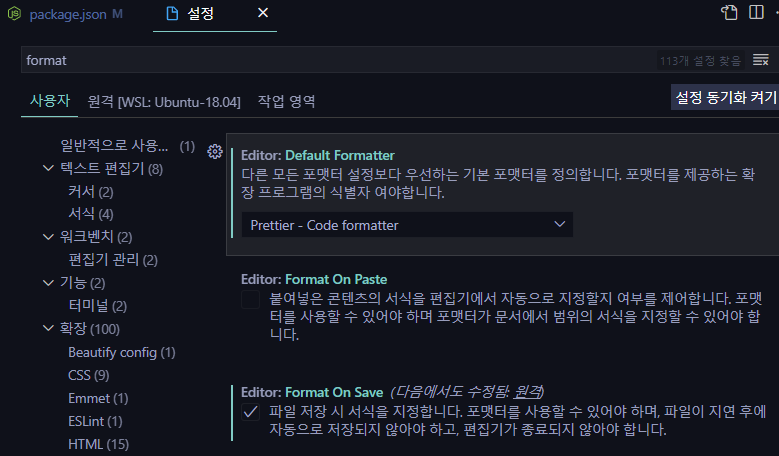 package.json M
설정
format
113개 설정 찾음
사용자
원격 [WSL: Ubuntu-18.04]
작업 영역
설정 동기화 켜기
일반적으로 사용... (1)
텍스트 편집기 (8)
커서 (2)
서식 (4)
워크벤치 (2)
편집기 관리 (2)
기능 (2)
터미널 (2)
확장 (100)
Beautify config (1)
CSS (9)
Emmet (1)
ESLint (1)
HTML (15)
Editor: Default Formatter
다른 모든 포맷터 설정보다 우선하는 기본 포맷터를 정의합니다. 포맷터를 제공하는 확
장 프로그램의 식별자 여야합니다.
Prettier - Code formatter
Editor: Format On Paste
붙여넣은 콘텐츠의 서식을 편집기에서 자동으로 지정할지 여부를 제어합니다. 포맷
터를 사용할 수 있어야 하며 포맷터가 문서에서 범위의 서식을 지정할 수 있어야 합
니다.
Editor: Format On Save (다음에서도 수정됨: 원격)
파일 저장 시 서식을 지정합니다. 포맷터를 사용할 수 있어야 하며, 파일이 지연 후에
자동으로 저장되지 않아야 하고, 편집기가 종료되지 않아야 합니다.